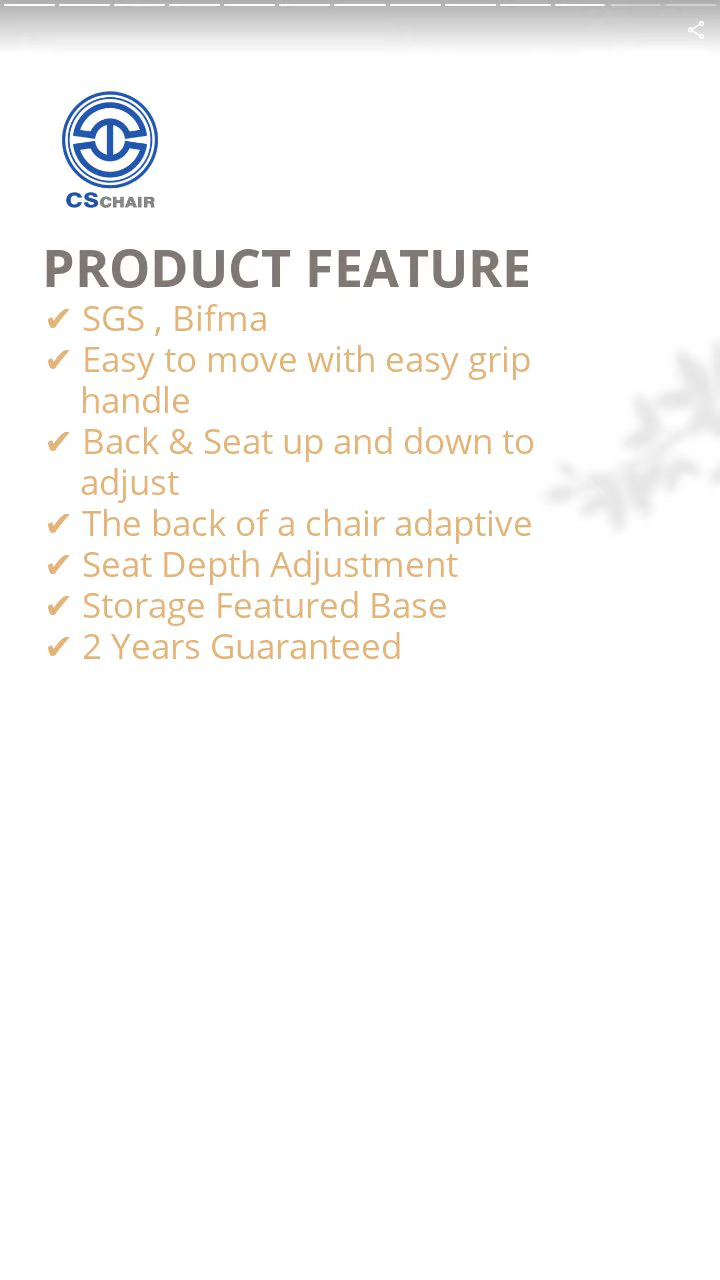 CSCHAIR
PRODUCT FEATURE
✔ SGS , Bifma
✔ Easy to move with easy grip
handle
✔ Back & Seat up and down to
adjust
✔ The back of a chair adaptive
✔ Seat Depth Adjustment
✔ Storage Featured Base
✔ 2 Years Guaranteed